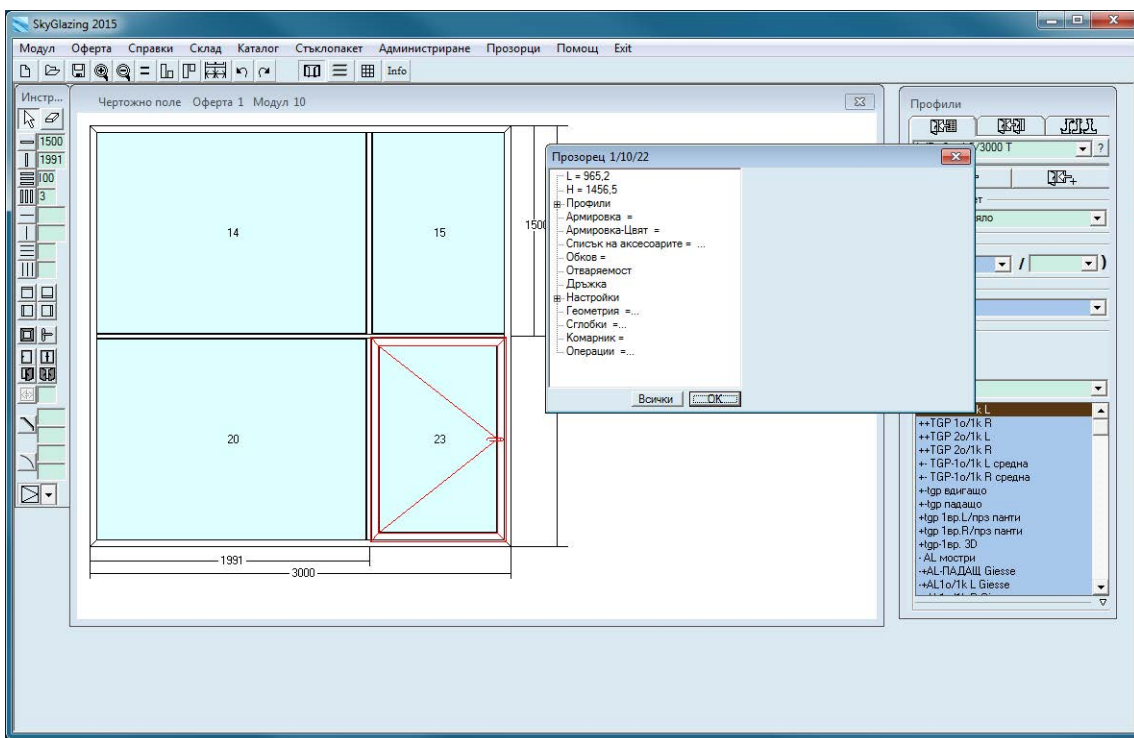 SkyGlazing 2015
Модул Оферта Справки Склад Каталог Стъклопакет Администриране Прозорци Помощ Exit
Info
Инстр...
1500
1991
100
3
Чертожно поле Оферта 1 Модул 10
14
15
20
23
1500
1991
3000
Прозорец 1/10/22
L = 965,2
H = 1456,5
Профили
Армировка =
Армировка-Цвят =
Списък на аксесоарите = ...
Обков =
Отваряемост
Дръжка
Настройки
Геометрия =...
Сглобки =...
Комарник =
Операции =...
Всички
OK
Профили
/3000 T
?
ет
яло
/
)
k L
++TGP 1o/1k R
++TGP 2o/1k L
++TGP 2o/1k R
+- TGP-1o/1k L средна
+- TGP-1o/1k R средна
+-tgp вдигащо
+-tgp падащо
+tgp 1вр.L/прз панти
+tgp 1вр.R/прз панти
+tgp-1вр. 3D
- AL мостри
-+AL-ПАДАЩ Giesse
-+AL1o/1k L Giesse